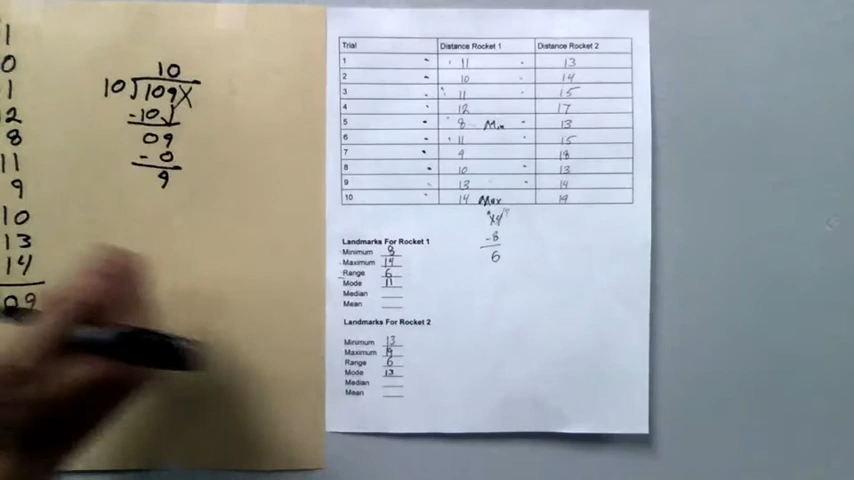 1
0
1
12
8
11
9
10
13
14
09
10
10 109
-10
09
- 0
9
Trial Distance Rocket 1 Distance Rocket 2
1 11 13
2 10 14
3 11 15
4 12 17
5 8 Min 13
6 11 15
7 9 18
8 10 13
9 13 14
10 14 Max 19
-8
6
Landmarks For Rocket 1
Minimum 8
Maximum 14
Range 6
Mode 11
Median
Mean
Landmarks For Rocket 2
Minimum 13
Maximum 19
Range 6
Mode 13
Median
Mean